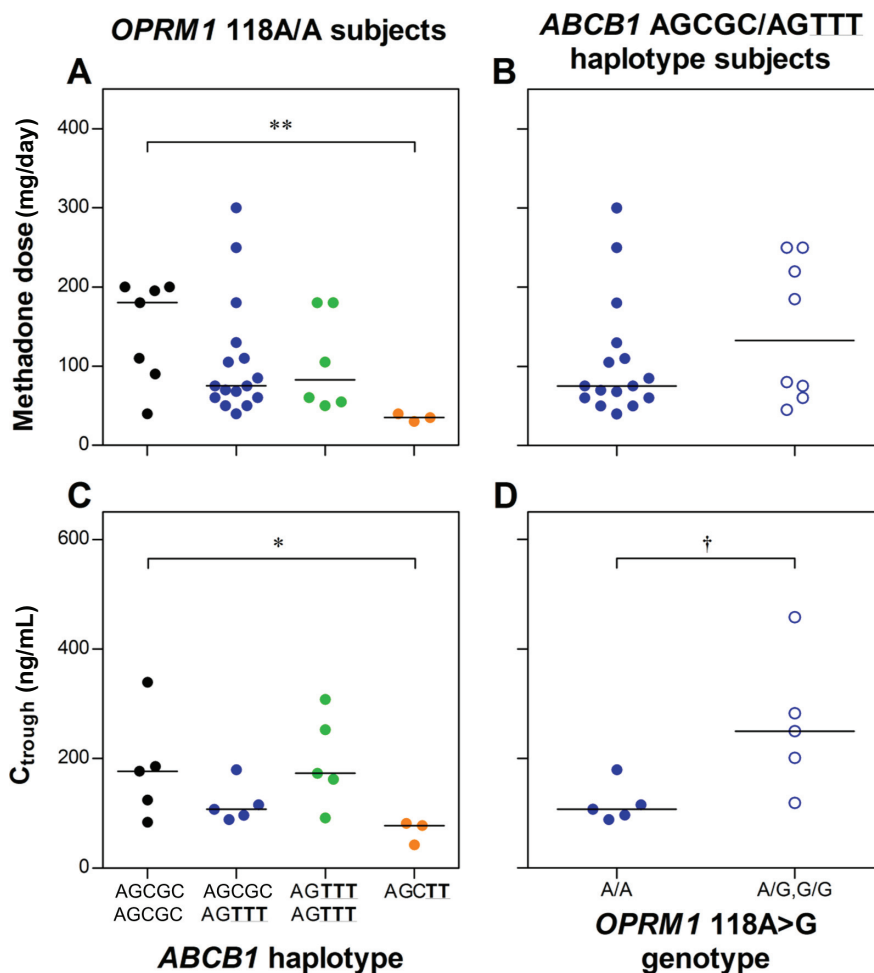 OPRM1 118A/A subjects
ABCB1 AGCGC/AGTTT
haplotype subjects
A
B
Methadone dose (mg/day)
400
300
200
100
0
**
C
D
Ctrough (ng/mL)
600
400
200
0
*
†
AGCGC AGCGC AGTTT AGCTT
AGCGC AGTTT AGTTT
A/A A/G,G/G
ABCB1 haplotype
OPRM1 118A>G
genotype